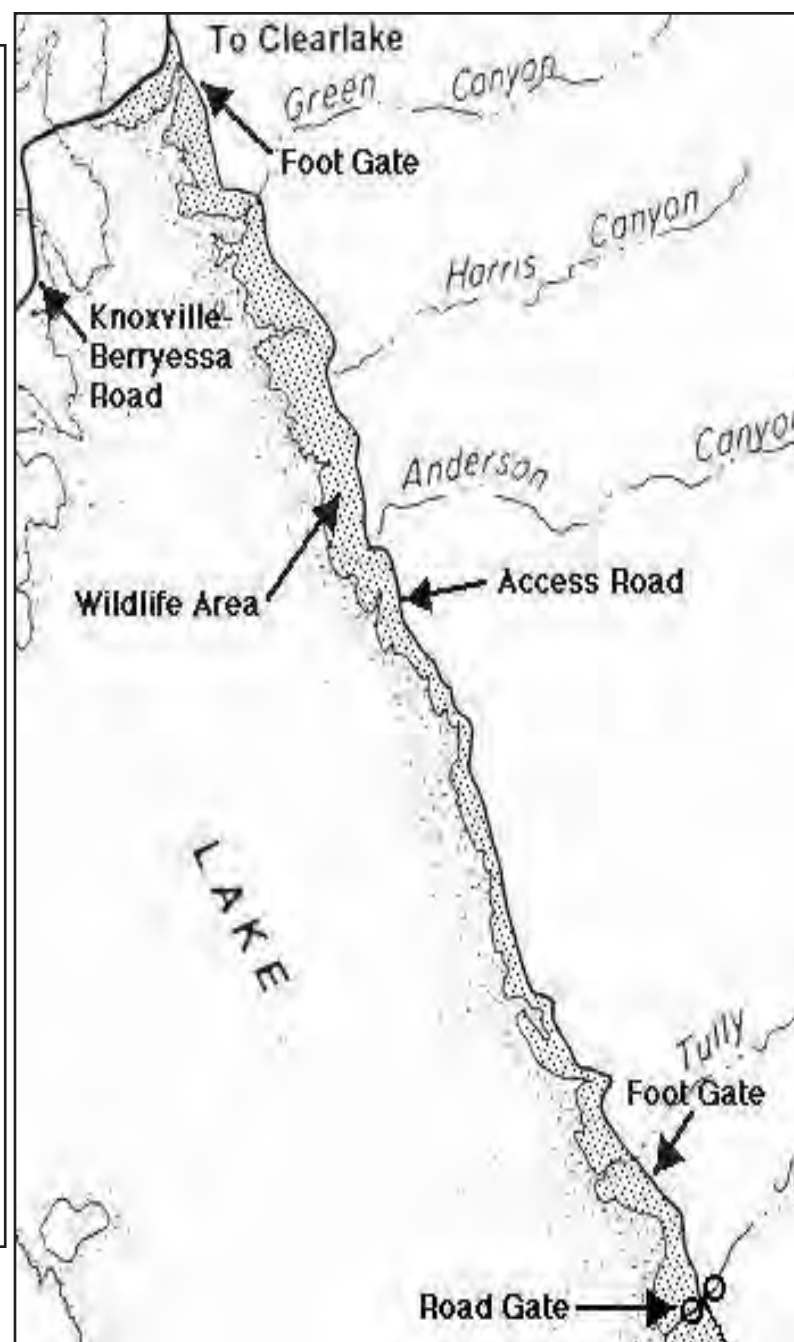 To Clearlake
Green Canyon
Foot Gate
Harris Canyon
Knoxville-
Berryessa
Road
Anderson Canyon
Access Road
Wildlife Area
LAKE
Tully
Foot Gate
Road Gate